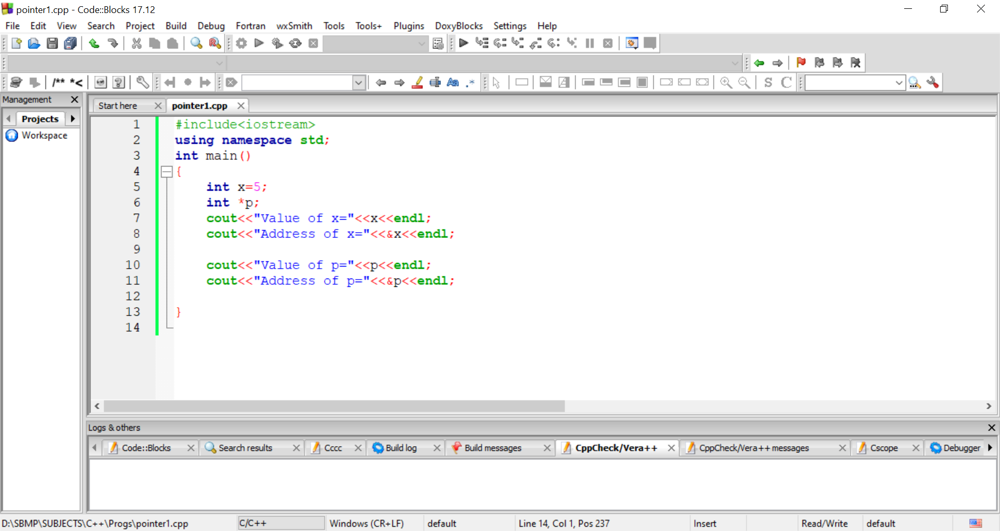 pointer1.cpp - Code::Blocks 17.12
File Edit View Search Project Build Debug Fortran wxSmith Tools Tools+ Plugins DoxyBlocks Settings Help
/** *<
Aa .*
S C
Management
Start here pointer1.cpp
Projects
Workspace
1 #include<iostream>
2 using namespace std;
3 int main()
4 {
5 int x=5;
6 int *p;
7 cout<<"Value of x="<<x<<endl;
8 cout<<"Address of x="<<&x<<endl;
9
10 cout<<"Value of p="<<p<<endl;
11 cout<<"Address of p="<<&p<<endl;
12
13 }
14
Logs & others
Code::Blocks Search results Cccc Build log Build messages CppCheck/Vera++ CppCheck/Vera++ messages Cscope Debugger
D:\SBMP\SUBJECTS\C++\Progs\pointer1.cpp C/C++ Windows (CR+LF) default Line 14, Col 1, Pos 237 Insert Read/Write default